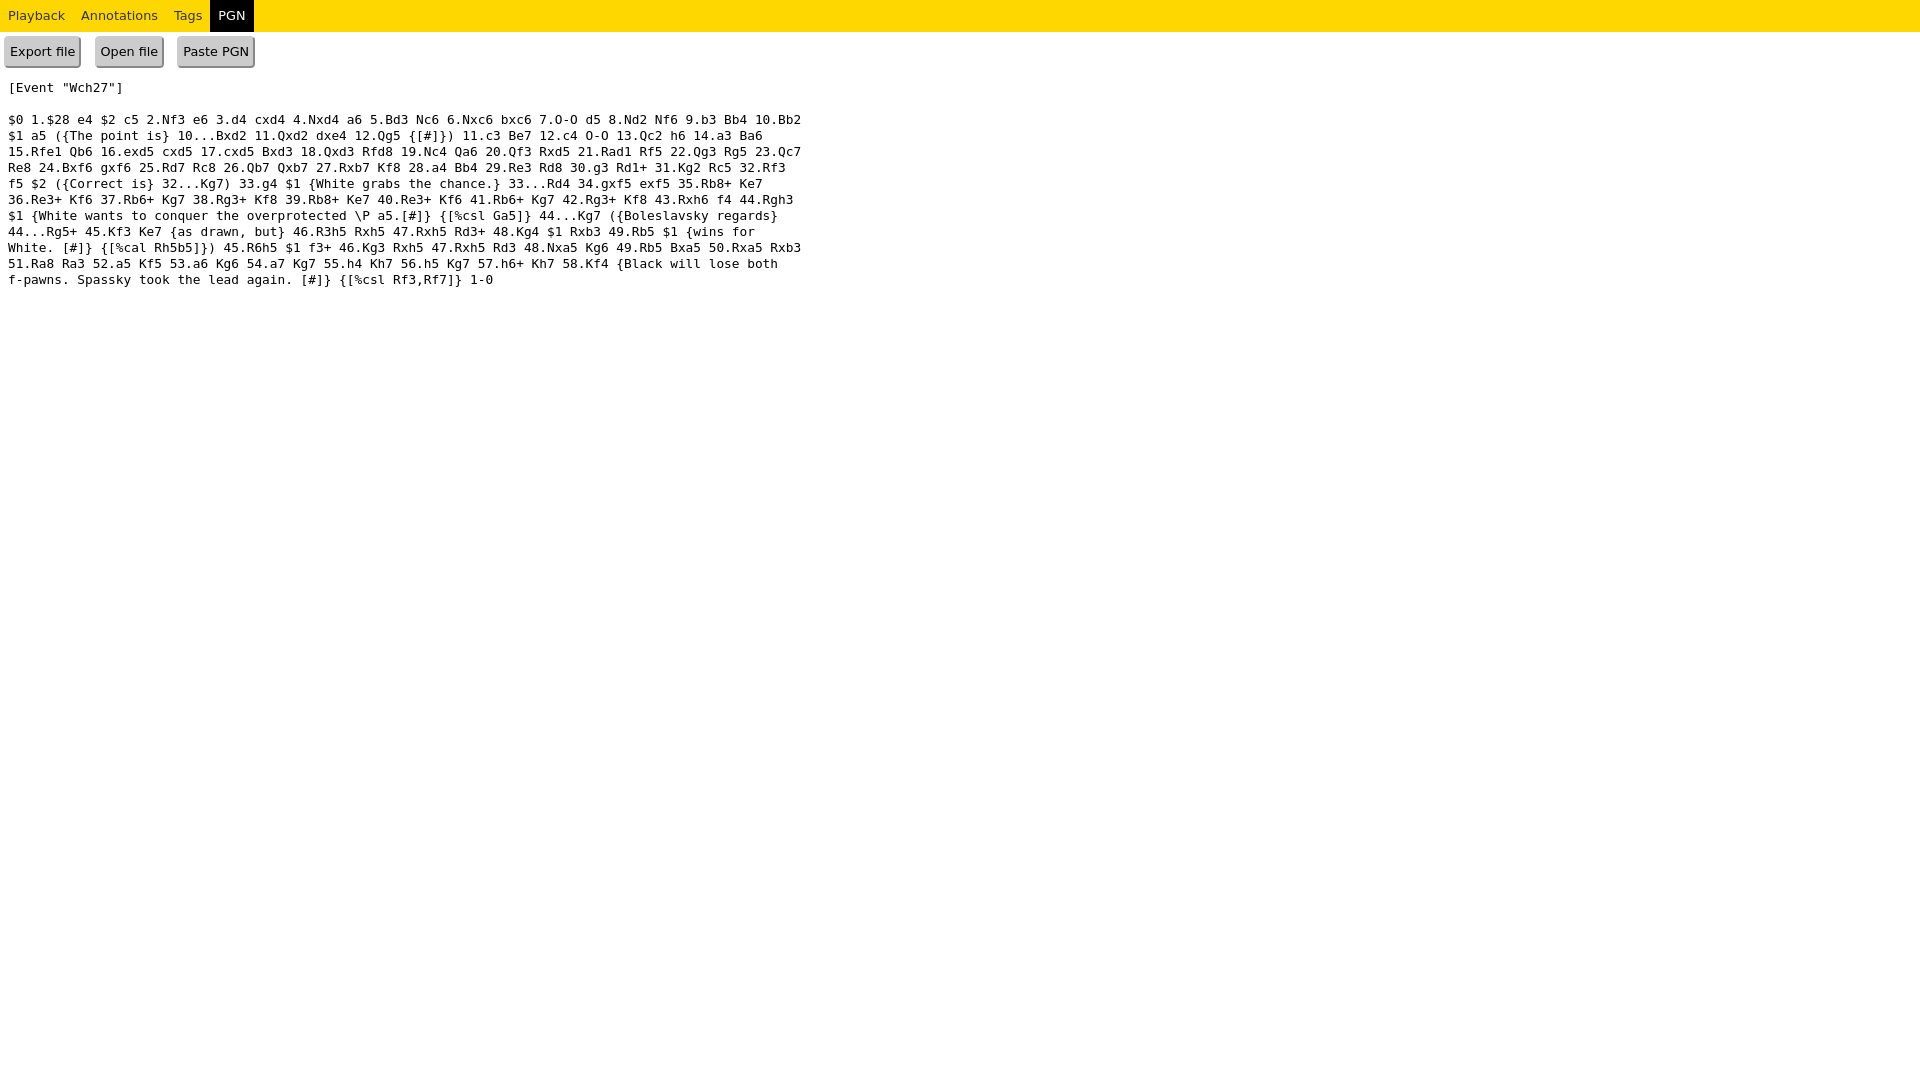 Playback Annotations Tags PGN
Export file Open file Paste PGN
[Event "Wch27"]
$0 1.$28 e4 $2 c5 2.Nf3 e6 3.d4 cxd4 4.Nxd4 a6 5.Bd3 Nc6 6.Nxc6 bxc6 7.O-O d5 8.Nd2 Nf6 9.b3 Bb4 10.Bb2
$1 a5 ({The point is} 10...Bxd2 11.Qxd2 dxe4 12.Qg5 {[#]}) 11.c3 Be7 12.c4 O-O 13.Qc2 h6 14.a3 Ba6
15.Rfe1 Qb6 16.exd5 cxd5 17.cxd5 Bxd3 18.Qxd3 Rfd8 19.Nc4 Qa6 20.Qf3 Rxd5 21.Rad1 Rf5 22.Qg3 Rg5 23.Qc7
Re8 24.Bxf6 gxf6 25.Rd7 Rc8 26.Qb7 Qxb7 27.Rxb7 Kf8 28.a4 Bb4 29.Re3 Rd8 30.g3 Rd1+ 31.Kg2 Rc5 32.Rf3
f5 $2 ({Correct is} 32...Kg7) 33.g4 $1 {White grabs the chance.} 33...Rd4 34.gxf5 exf5 35.Rb8+ Ke7
36.Re3+ Kf6 37.Rb6+ Kg7 38.Rg3+ Kf8 39.Rb8+ Ke7 40.Re3+ Kf6 41.Rb6+ Kg7 42.Rg3+ Kf8 43.Rxh6 f4 44.Rgh3
$1 {White wants to conquer the overprotected \P a5.[#]} {[%csl Ga5]} 44...Kg7 ({Boleslavsky regards}
44...Rg5+ 45.Kf3 Ke7 {as drawn, but} 46.R3h5 Rxh5 47.Rxh5 Rd3+ 48.Kg4 $1 Rxb3 49.Rb5 $1 {wins for
White. [#]} {[%cal Rh5b5]}) 45.R6h5 $1 f3+ 46.Kg3 Rxh5 47.Rxh5 Rd3 48.Nxa5 Kg6 49.Rb5 Bxa5 50.Rxa5 Rxb3
51.Ra8 Ra3 52.a5 Kf5 53.a6 Kg6 54.a7 Kg7 55.h4 Kh7 56.h5 Kg7 57.h6+ Kh7 58.Kf4 {Black will lose both
f-pawns. Spassky took the lead again. [#]} {[%csl Rf3,Rf7]} 1-0